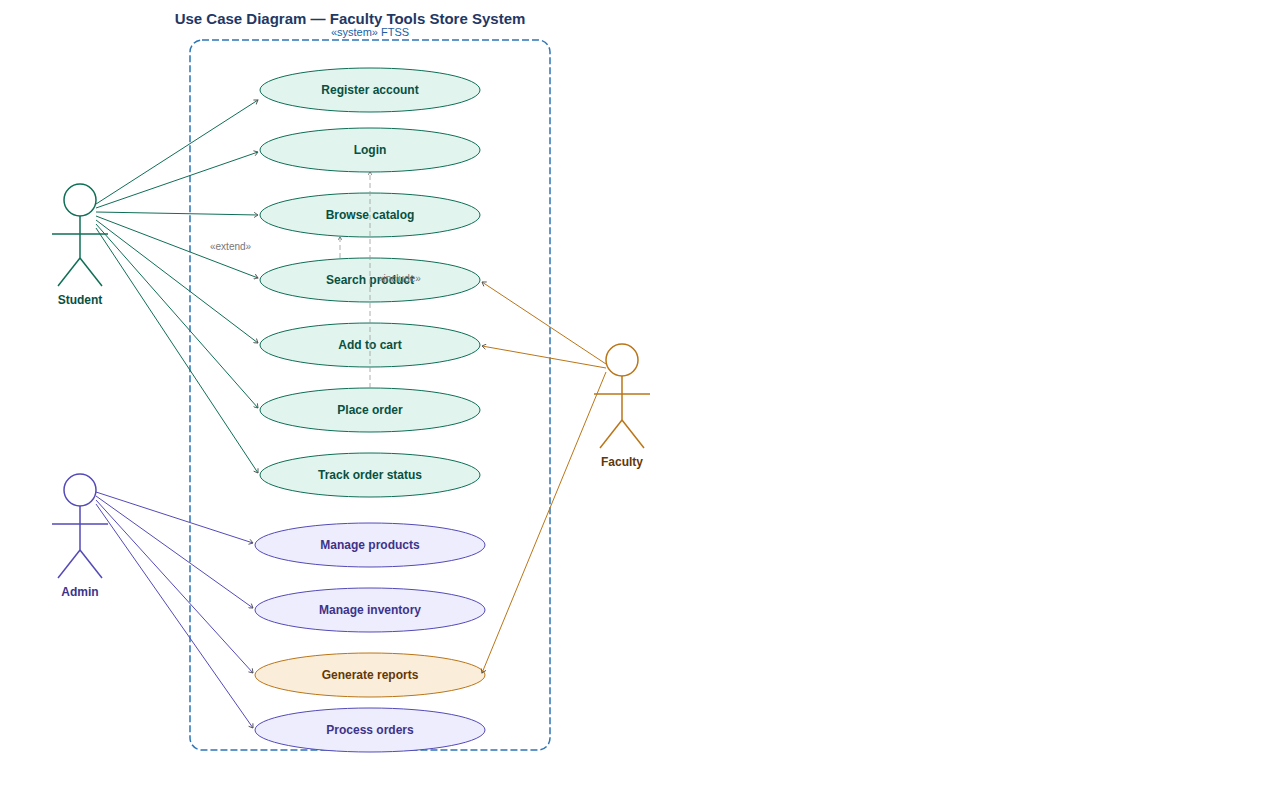 Use Case Diagram — Faculty Tools Store System
«system» FTSS
Register account
Login
Browse catalog
«extend»
Search product
«include»
Student
Add to cart
Place order
Faculty
Track order status
Manage products
Admin
Manage inventory
Generate reports
Process orders